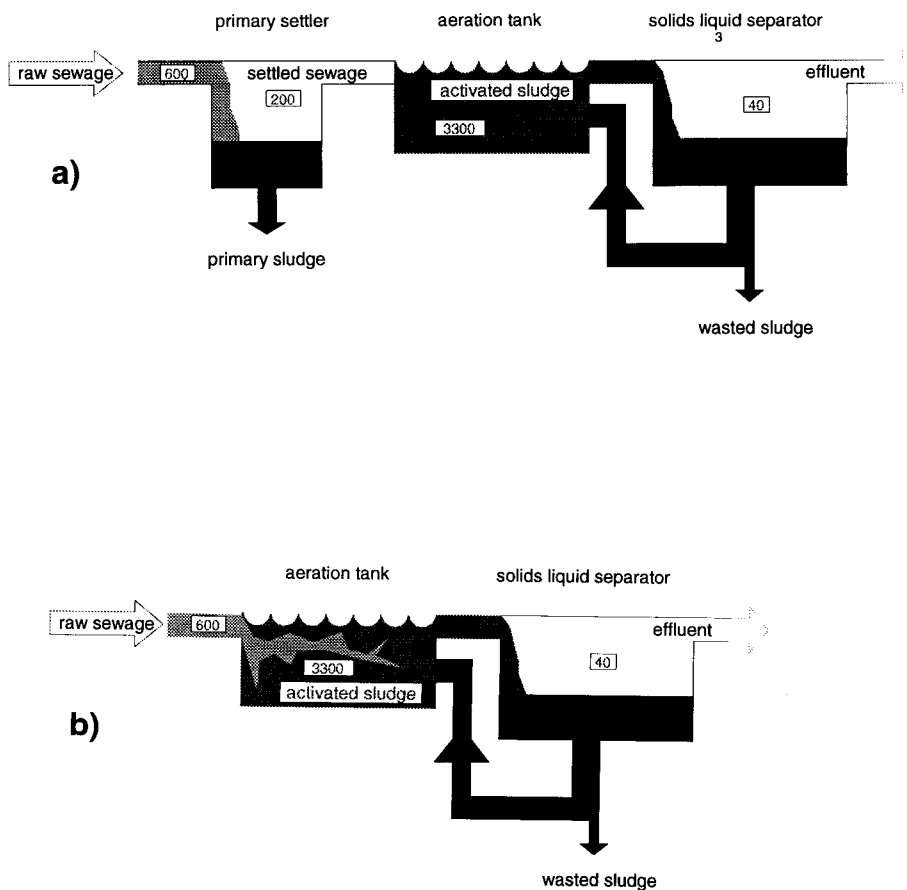 primary settler
aeration tank
solids liquid separator
3
raw sewage
600
settled sewage
effluent
200
activated sludge
40
3300
a)
primary sludge
wasted sludge
aeration tank
solids liquid separator
raw sewage
600
effluent
3300
40
activated sludge
b)
wasted sludge